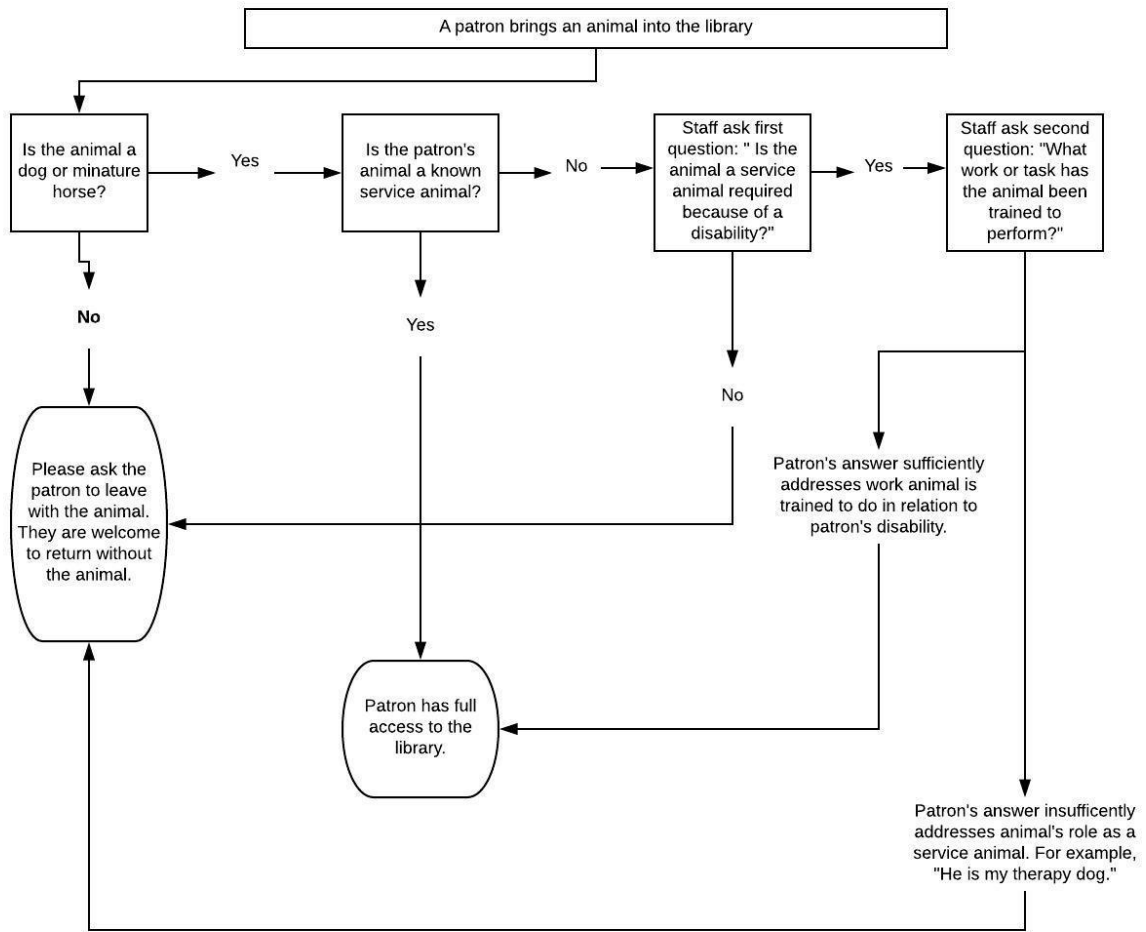 A patron brings an animal into the library
Is the animal a
dog or minature
horse?
Yes
Is the patron's
animal a known
service animal?
No
Staff ask first
question: " Is the
animal a service
animal required
because of a
disability?"
Yes
Staff ask second
question: "What
work or task has
the animal been
trained to
perform?"
No
Yes
No
Please ask the
patron to leave
with the animal.
They are welcome
to return without
the animal.
Patron's answer sufficiently
addresses work animal is
trained to do in relation to
patron's disability.
Patron has full
access to the
library.
Patron's answer insufficently
addresses animal's role as a
service animal. For example,
"He is my therapy dog."